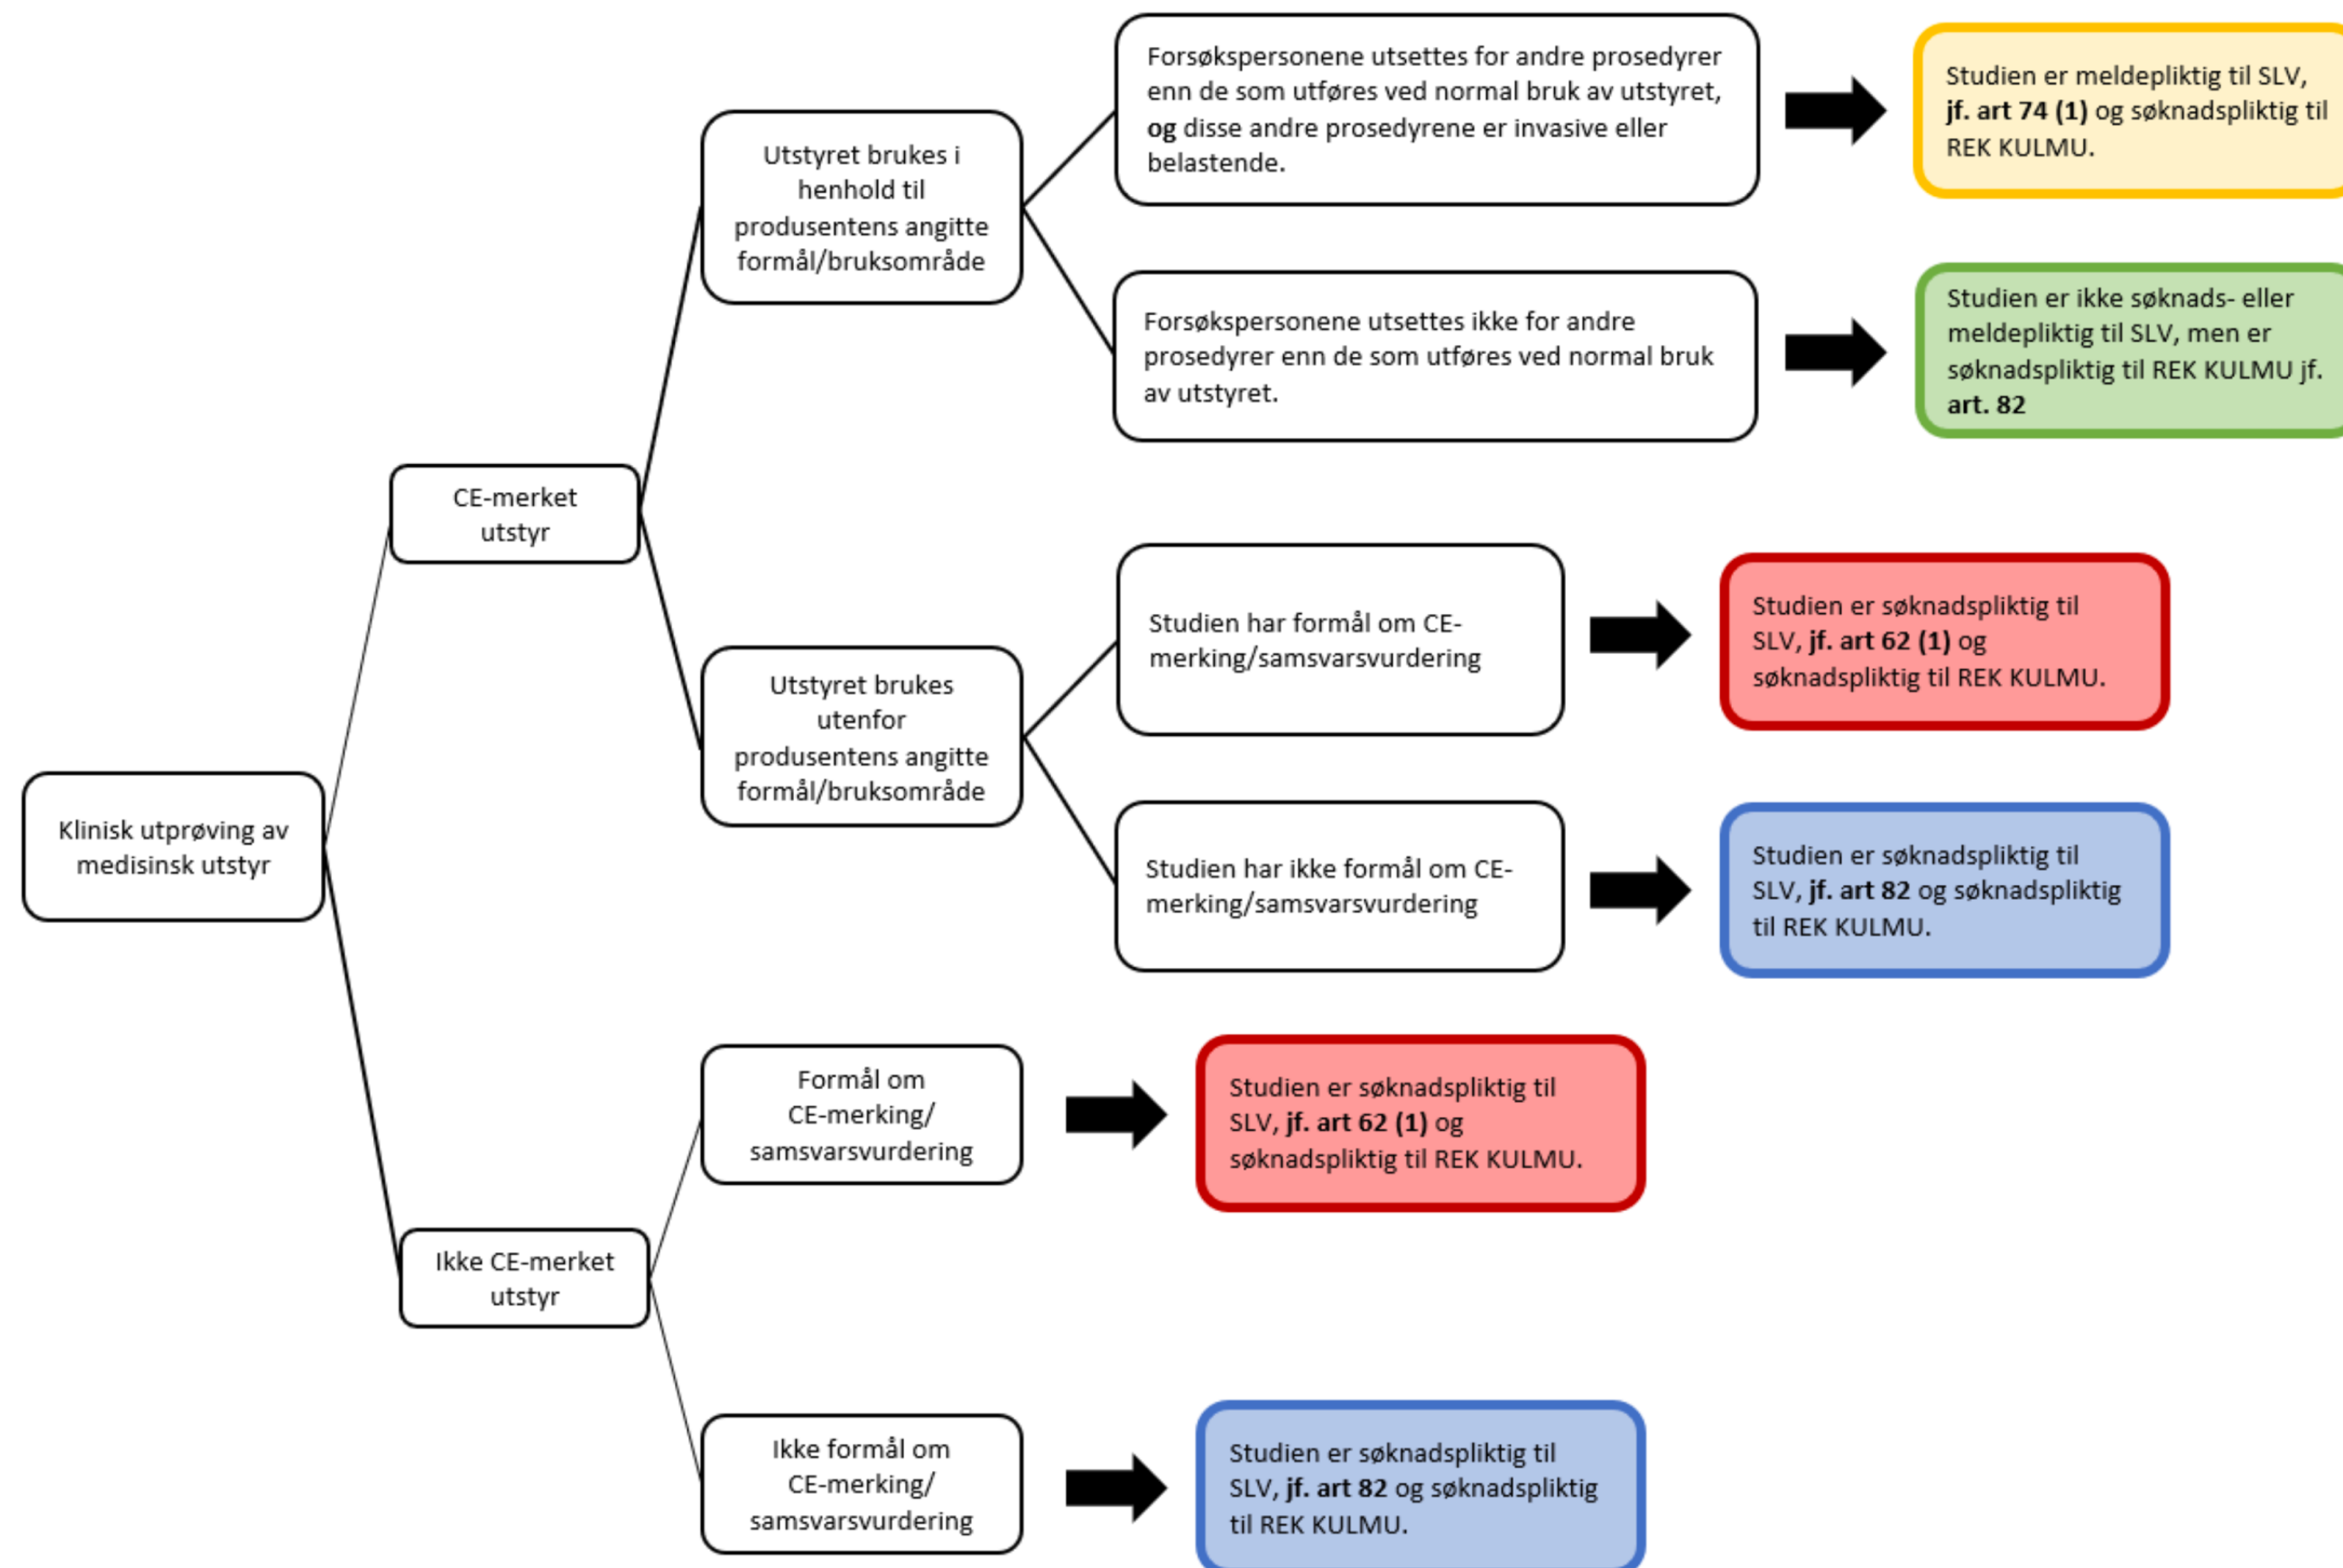 Forsøkspersonene utsettes for andre prosedyrer
enn de som utføres ved normal bruk av utstyret,
og disse andre prosedyrene er invasive eller
belastende.
Studien er meldepliktig til SLV,
jf. art 74 (1) og søknadspliktig til
REK KULMU.
Utstyret brukes i
henhold til
produsentens angitte
formål/bruksområde
Forsøkspersonene utsettes ikke for andre
prosedyrer enn de som utføres ved normal bruk
av utstyret.
Studien er ikke søknads- eller
meldepliktig til SLV, men er
søknadspliktig til REK KULMU jf.
art. 82
CE-merket
utstyr
Studien har formål om CE-
merking/samsvarsvurdering
Studien er søknadspliktig til
SLV, jf. art 62 (1) og
søknadspliktig til REK KULMU.
Utstyret brukes
utenfor
produsentens angitte
formål/bruksområde
Studien har ikke formål om CE-
merking/samsvarsvurdering
Studien er søknadspliktig til
SLV, jf. art 82 og søknadspliktig
til REK KULMU.
Klinisk utprøving av
medisinsk utstyr
Formål om
CE-merking/
samsvarsvurdering
Studien er søknadspliktig til
SLV, jf. art 62 (1) og
søknadspliktig til REK KULMU.
Ikke CE-merket
utstyr
Ikke formål om
CE-merking/
samsvarsvurdering
Studien er søknadspliktig til
SLV, jf. art 82 og søknadspliktig
til REK KULMU.